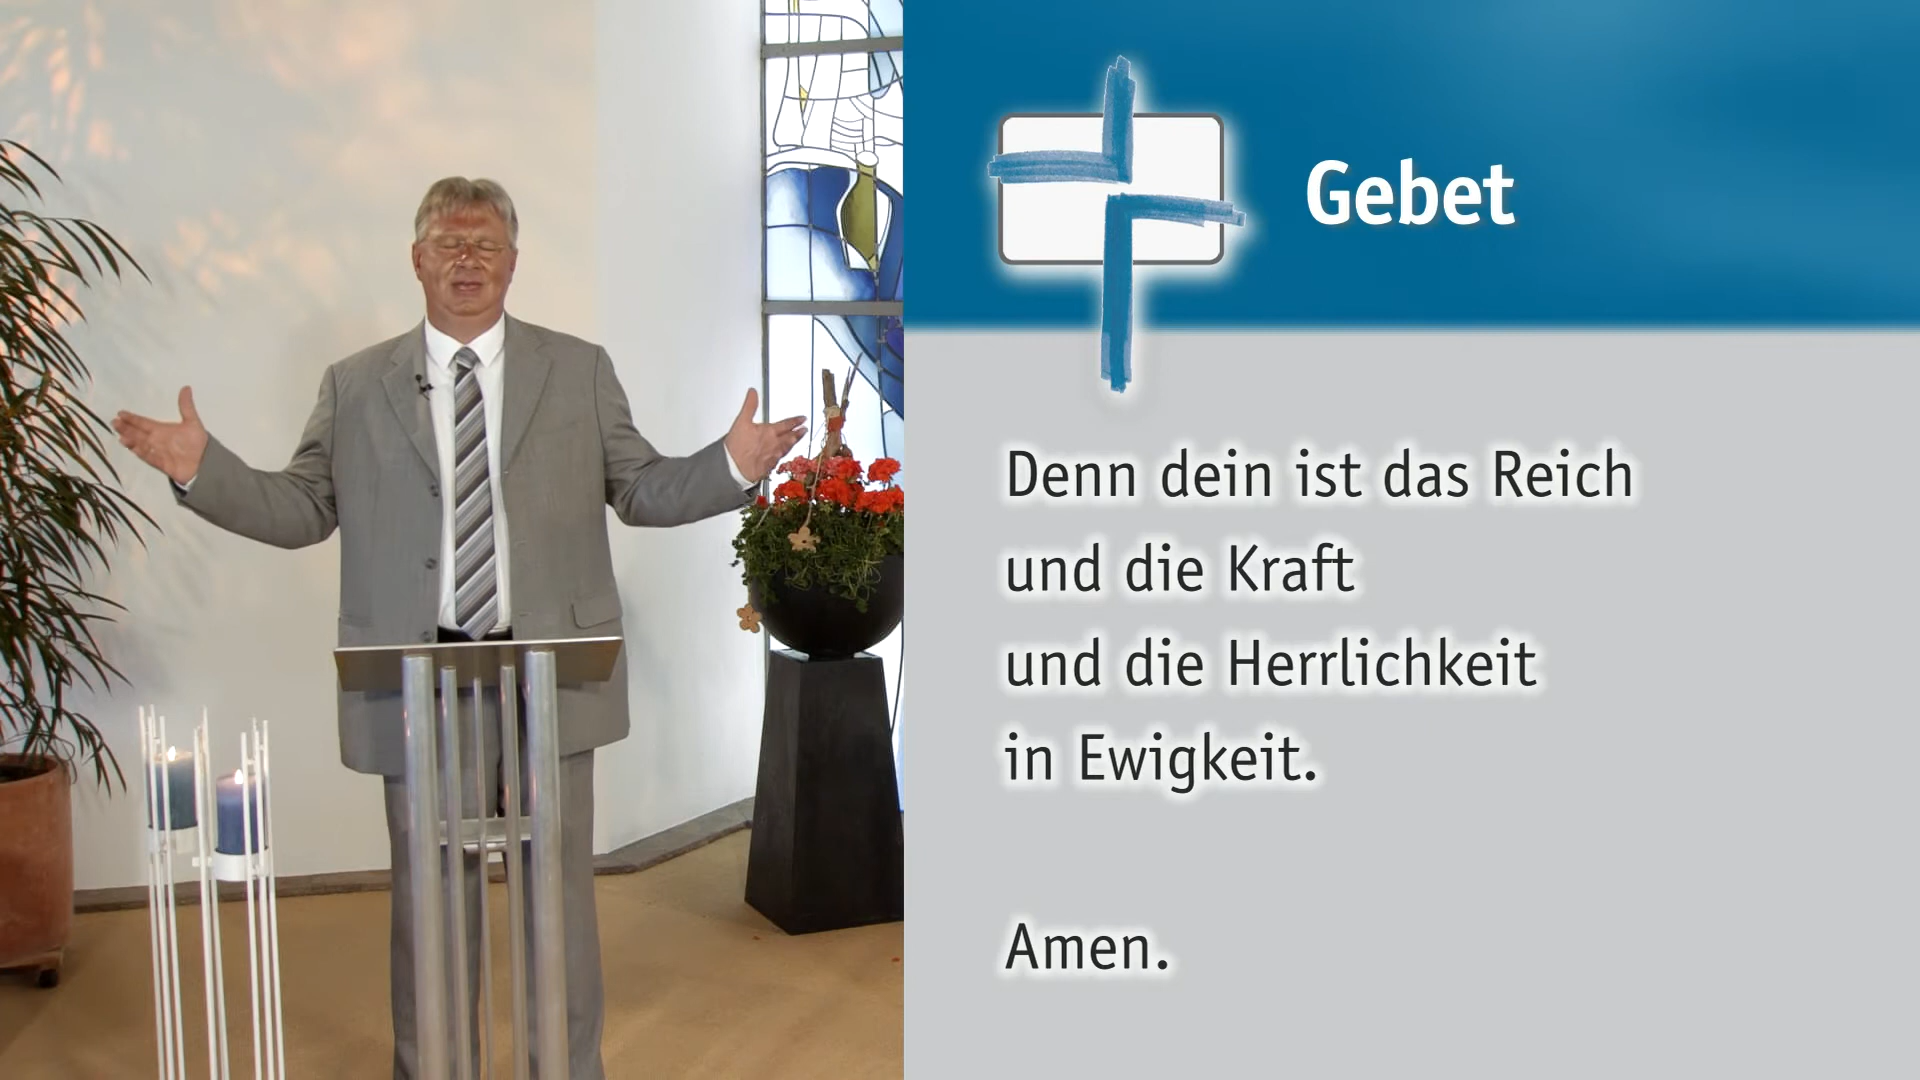 Gebet
Denn dein ist das Reich
und die Kraft
und die Herrlichkeit
in Ewigkeit.
Amen.